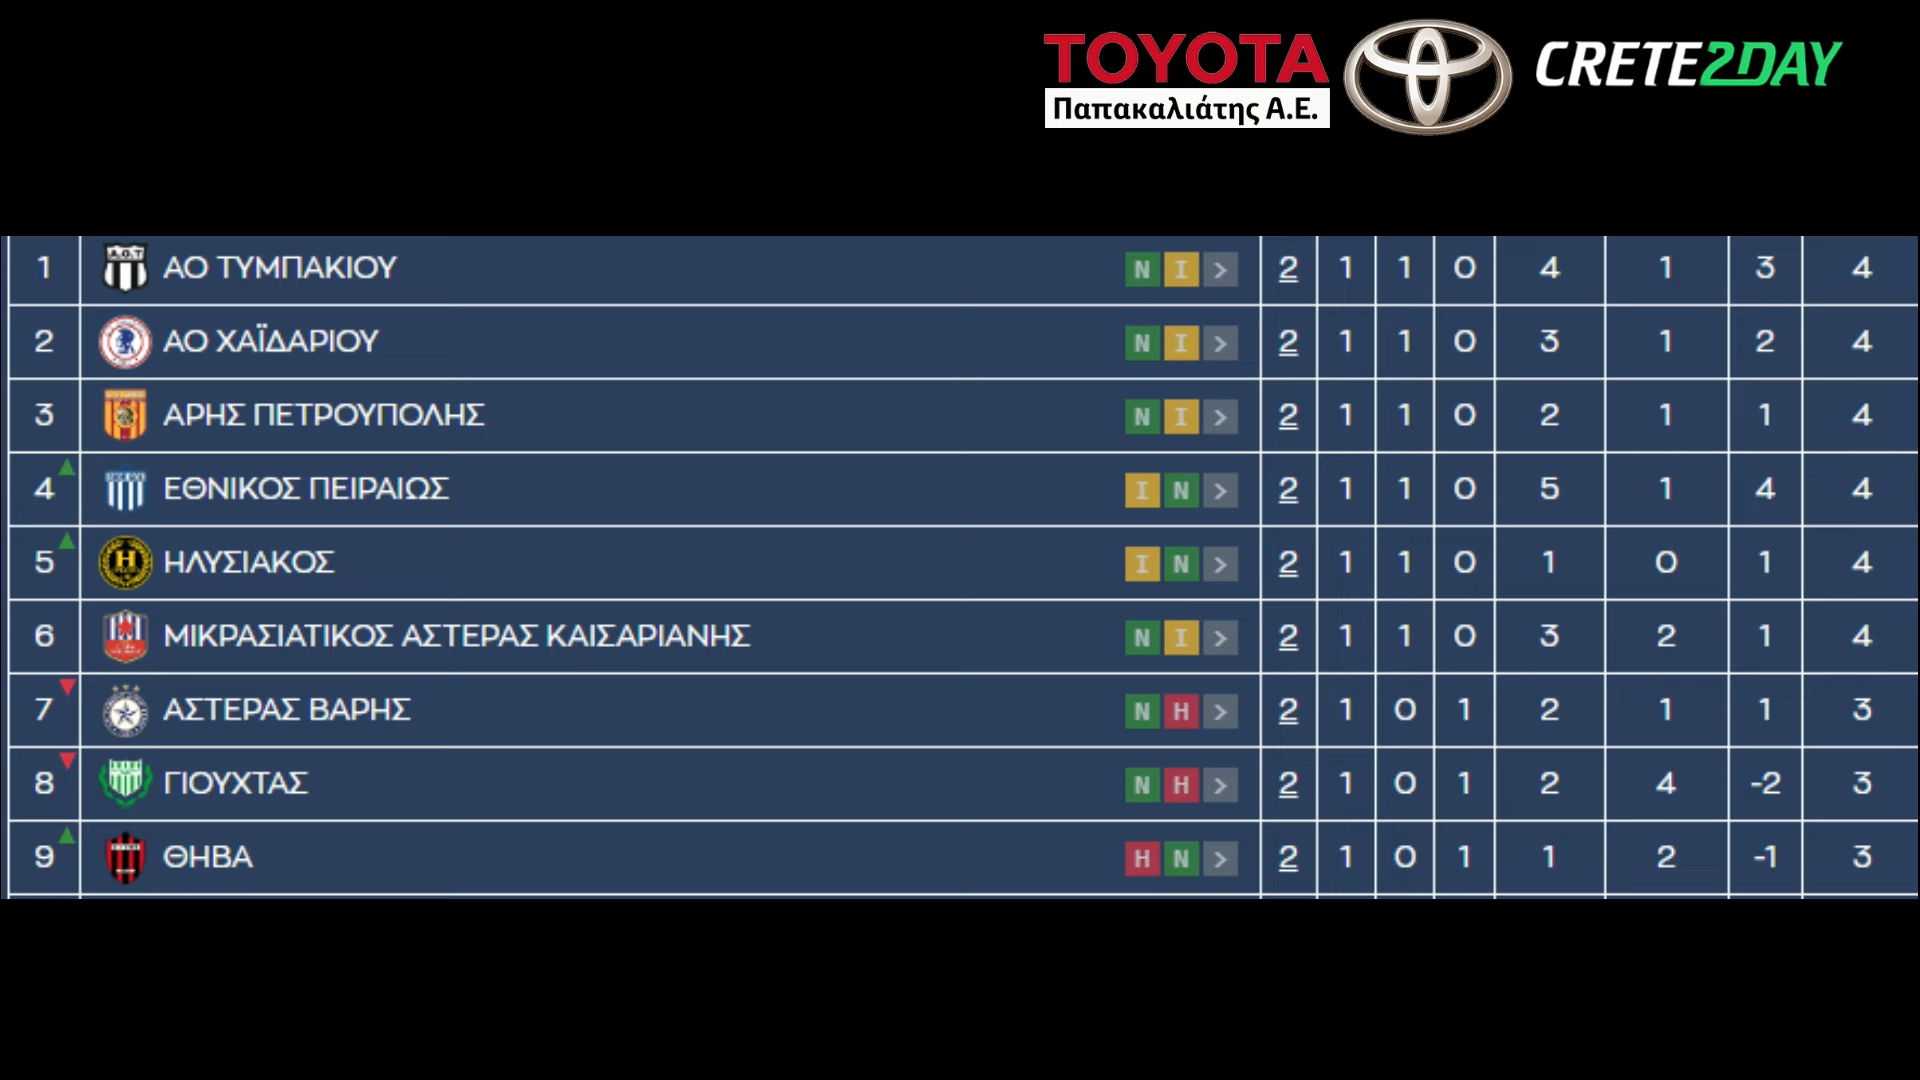 TOYOTA
Παπακαλιάτης Α.Ε.
CRETE2DAY
1 ΑΟ ΤΥΜΠΑΚΙΟΥ N I > 2 1 1 0 4 1 3 4
2 ΑΟ ΧΑΪΔΑΡΙΟΥ N I > 2 1 1 0 3 1 2 4
3 ΑΡΗΣ ΠΕΤΡΟΥΠΟΛΗΣ N I > 2 1 1 0 2 1 1 4
4 ΕΘΝΙΚΟΣ ΠΕΙΡΑΙΩΣ I N > 2 1 1 0 5 1 4 4
5 ΗΛΥΣΙΑΚΟΣ I N > 2 1 1 0 1 0 1 4
6 ΜΙΚΡΑΣΙΑΤΙΚΟΣ ΑΣΤΕΡΑΣ ΚΑΙΣΑΡΙΑΝΗΣ N I > 2 1 1 0 3 2 1 4
7 ΑΣΤΕΡΑΣ ΒΑΡΗΣ N H > 2 1 0 1 2 1 1 3
8 ΓΙΟΥΧΤΑΣ N H > 2 1 0 1 2 4 -2 3
9 ΘΗΒΑ H N > 2 1 0 1 1 2 -1 3